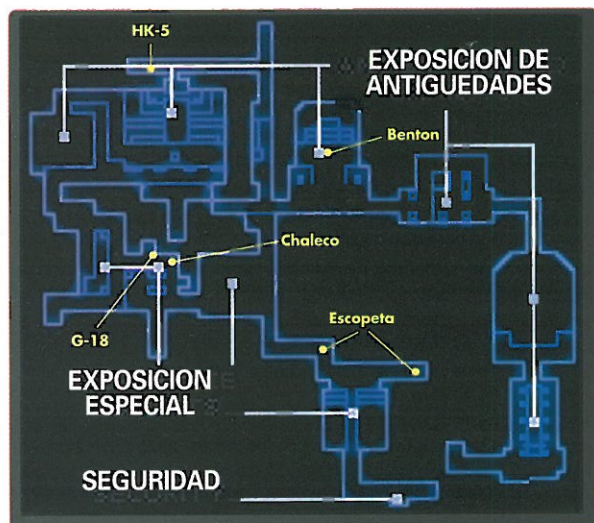 HK-5
EXPOSICION DE
ANTIGUEDADES
Benton
Chaleco
G-18
Escopeta
EXPOSICION
ESPECIAL
SEGURIDAD